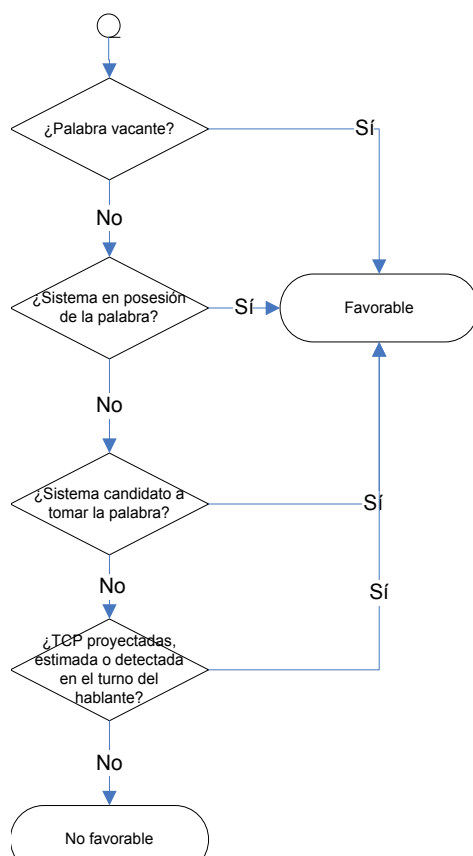 ¿Palabra vacante?
Sí
No
¿Sistema en posesión
de la palabra?
Sí
Favorable
No
¿Sistema candidato a
tomar la palabra?
Sí
No
Sí
¿TCP proyectadas,
estimada o detectada
en el turno del
hablante?
No
No favorable